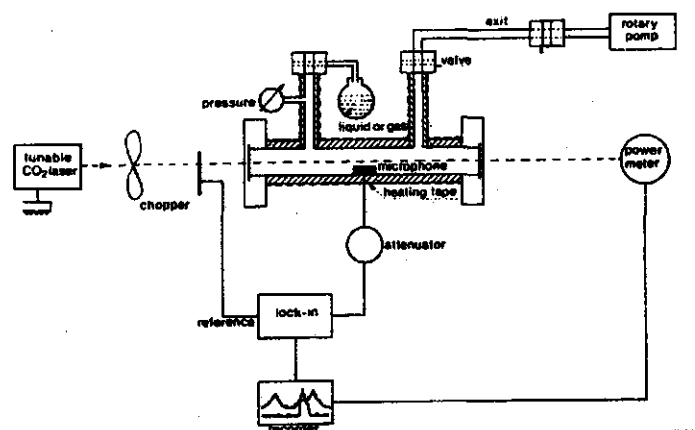 exit
rotary
pomp
valve
pressure
liquid or gas
tunable
CO2 laser
power
meter
microphone
heating tape
chopper
attenuator
reference
lock-in